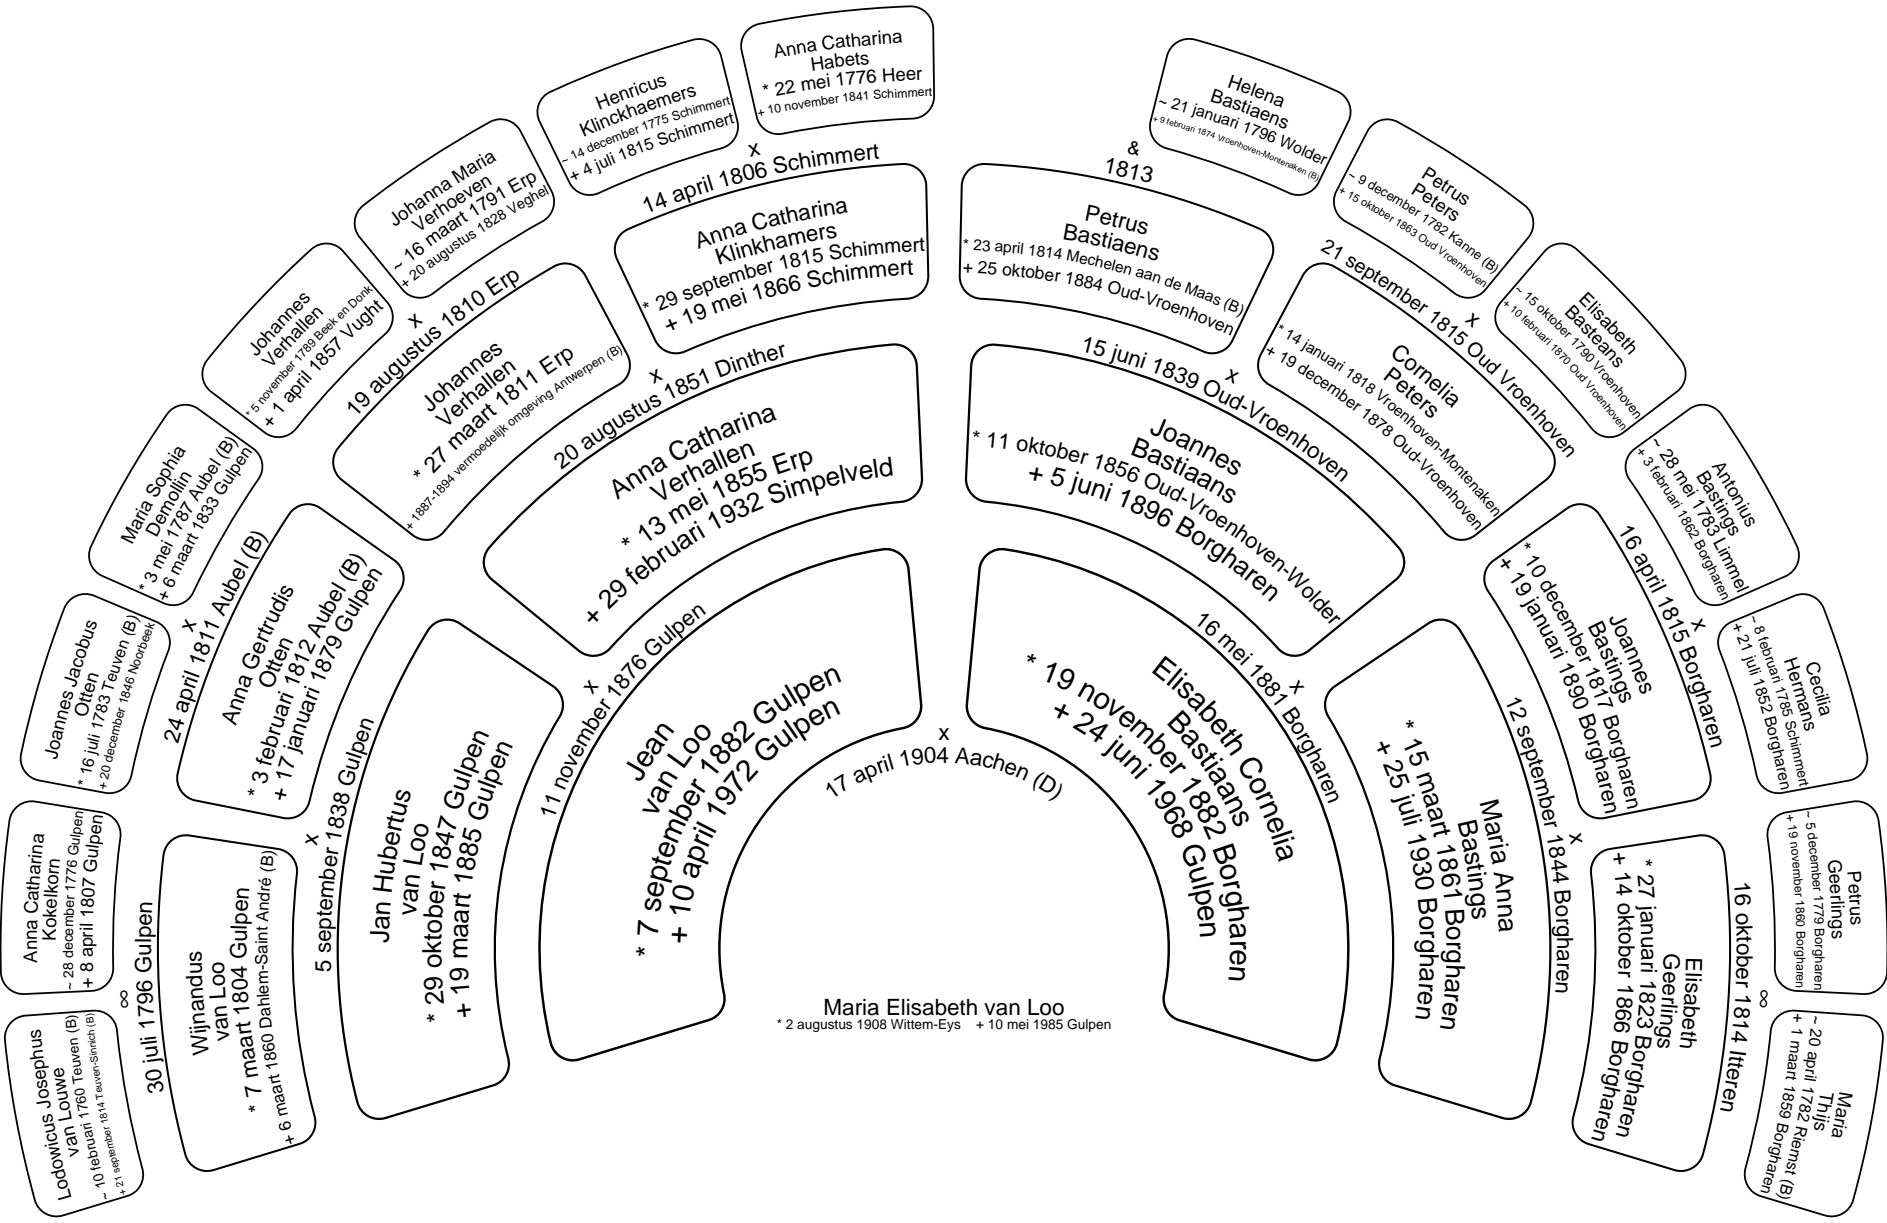 Anna Catharina
Habets
* 22 mei 1776 Heer
+ 10 november 1841 Schimmert
Henricus
Klinckhaemers
~ 14 december 1775 Schimmert
+ 4 juli 1815 Schimmert
x
14 april 1806 Schimmert
Helena
Bastiaens
~ 21 januari 1796 Wolder
+ 9 februari 1874 Vroenhoven-Montenaken (B)
&
1813
Johanna Maria
Verhoeven
~ 16 maart 1791 Erp
+ 20 augustus 1828 Veghel
Johannes
Verhallen
* 5 november 1789 Beek en Donk
+ 1 april 1857 Vught
x
19 augustus 1810 Erp
Petrus
Peters
~ 9 december 1782 Kanne (B)
+ 15 oktober 1863 Oud Vroenhoven
Elisabeth
Basteans
~ 15 oktober 1790 Vroenhoven
+ 10 februari 1870 Oud Vroenhoven
x
21 september 1815 Oud Vroenhoven
Maria Sophia
Demollin
* 3 mei 1787 Aubel (B)
+ 6 maart 1833 Gulpen
Joannes Jacobus
Otten
* 16 juli 1783 Teuven (B)
+ 20 december 1846 Noorbeek
x
24 april 1811 Aubel (B)
Antonius
Bastings
~ 28 mei 1783 Limmel
+ 3 februari 1862 Borgharen
Cecilia
Hermans
~ 8 februari 1785 Schimmert
+ 21 juli 1852 Borgharen
x
16 april 1815 Borgharen
Anna Catharina
Kokelkorn
~ 28 december 1776 Gulpen
+ 8 april 1807 Gulpen
Lodowicus Josephus
van Louwe
~ 10 februari 1760 Teuven (B)
+ 21 september 1814 Teuven-Sinnich (B)
∞
30 juli 1796 Gulpen
Petrus
Geerlings
~ 5 december 1779 Borgharen
+ 19 november 1860 Borgharen
Maria
Thijs
~ 20 april 1782 Riemst (B)
+ 1 maart 1859 Borgharen
∞
16 oktober 1814 Itteren
Anna Catharina
Klinkhamers
* 29 september 1815 Schimmert
+ 19 mei 1866 Schimmert
Johannes
Verhallen
* 27 maart 1811 Erp
+ 1887-1894 vermoedelijk omgeving Antwerpen (B)
x
20 augustus 1851 Dinther
Petrus
Bastiaens
* 23 april 1814 Mechelen aan de Maas (B)
+ 25 oktober 1884 Oud-Vroenhoven
Cornelia
Peters
* 14 januari 1818 Vroenhoven-Montenaken
+ 19 december 1878 Oud-Vroenhoven
x
15 juni 1839 Oud-Vroenhoven
Anna Gertrudis
Otten
* 3 februari 1812 Aubel (B)
+ 17 januari 1879 Gulpen
Wijnandus
van Loo
* 7 maart 1804 Gulpen
+ 6 maart 1860 Dahlem-Saint André (B)
x
5 september 1838 Gulpen
Joannes
Bastings
* 10 december 1817 Borgharen
+ 19 januari 1890 Borgharen
Elisabeth
Geerlings
* 27 januari 1823 Borgharen
+ 14 oktober 1866 Borgharen
x
12 september 1844 Borgharen
Anna Catharina
Verhallen
* 13 mei 1855 Erp
+ 29 februari 1932 Simpelveld
Jan Hubertus
van Loo
* 29 oktober 1847 Gulpen
+ 19 maart 1885 Gulpen
x
11 november 1876 Gulpen
Joannes
Bastiaans
* 11 oktober 1856 Oud-Vroenhoven-Wolder
+ 5 juni 1896 Borgharen
Maria Anna
Bastings
* 15 maart 1861 Borgharen
+ 25 juli 1930 Borgharen
x
16 mei 1881 Borgharen
Jean
van Loo
* 7 september 1882 Gulpen
+ 10 april 1972 Gulpen
Elisabeth Cornelia
Bastiaans
* 19 november 1882 Borgharen
+ 24 juni 1968 Gulpen
x
17 april 1904 Aachen (D)
Maria Elisabeth van Loo
* 2 augustus 1908 Wittem-Eys + 10 mei 1985 Gulpen